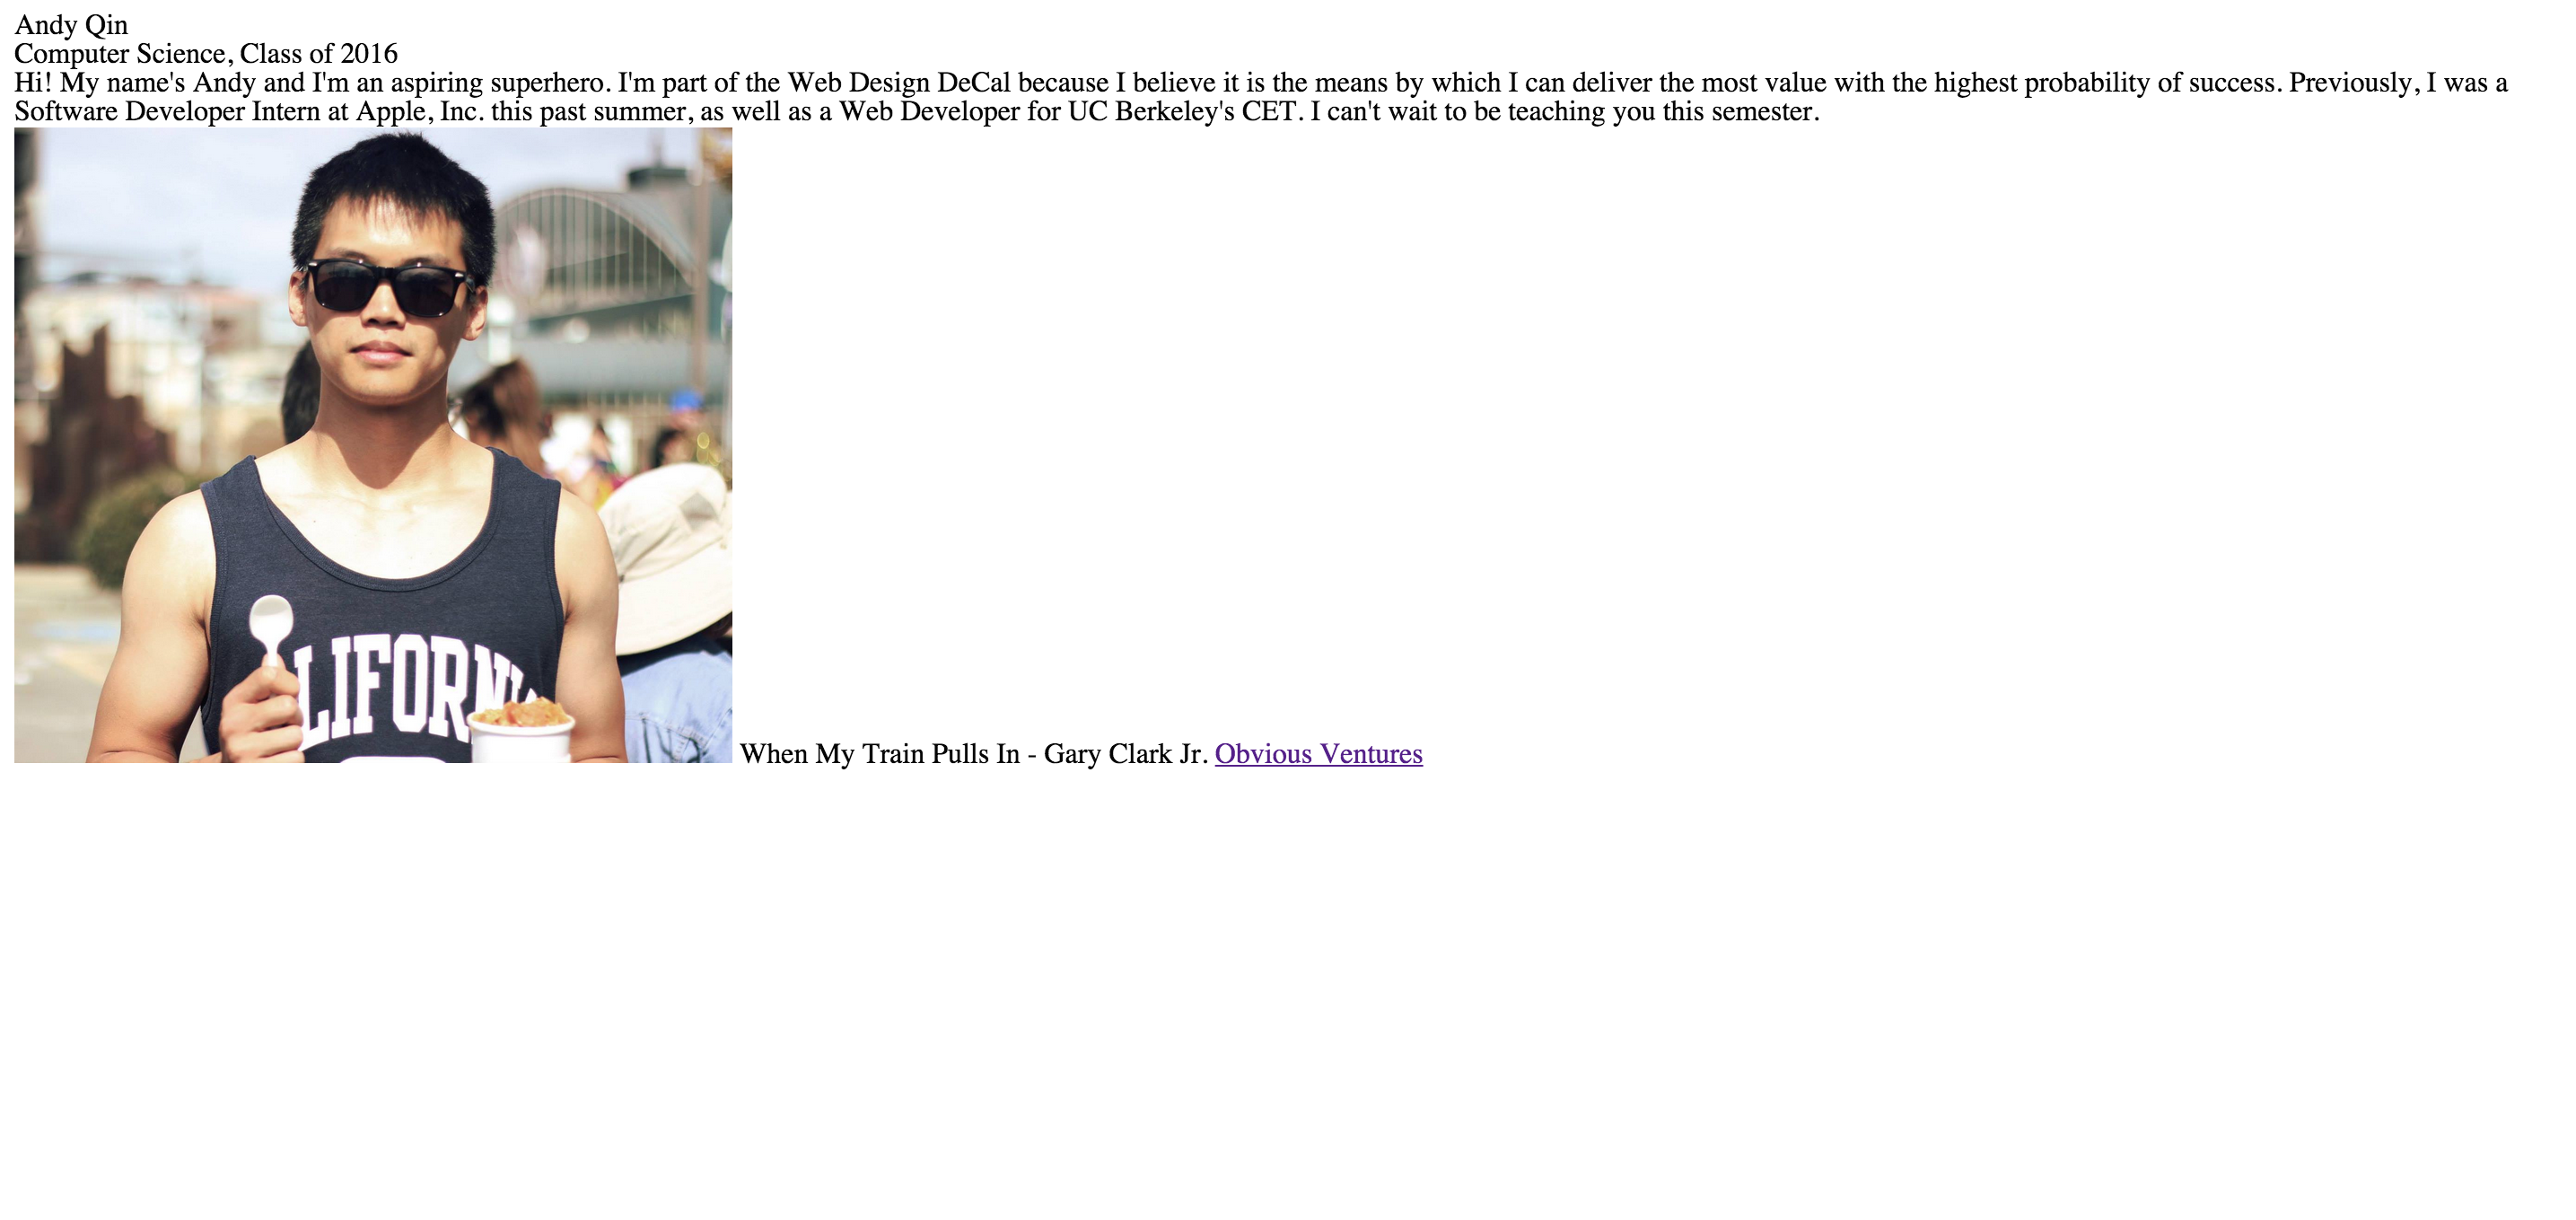 Andy Qin
Computer Science, Class of 2016
Hi! My name's Andy and I'm an aspiring superhero. I'm part of the Web Design DeCal because I believe it is the means by which I can deliver the most value with the highest probability of success. Previously, I was a
Software Developer Intern at Apple, Inc. this past summer, as well as a Web Developer for UC Berkeley's CET. I can't wait to be teaching you this semester.
LIFORNIA
When My Train Pulls In - Gary Clark Jr. Obvious Ventures